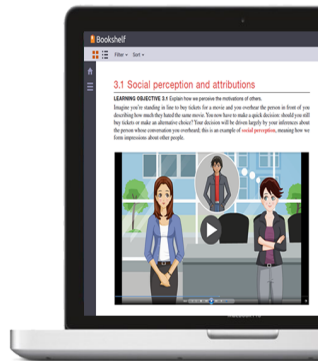 Bookshelf
Filter Sort
3.1 Social perception and attributions
LEARNING OBJECTIVE 3.1 Explain how we perceive the motivations of others.
Imagine you're standing in line to buy tickets for a movie and you overhear the person in front of you
describing how much they hated the same movie. You now have to make a quick decision: should you still
buy tickets or make an alternative choice? Your decision will be driven largely by your inferences about
the person whose conversation you overheard; this is an example of social perception, meaning how we
form impressions about other people.